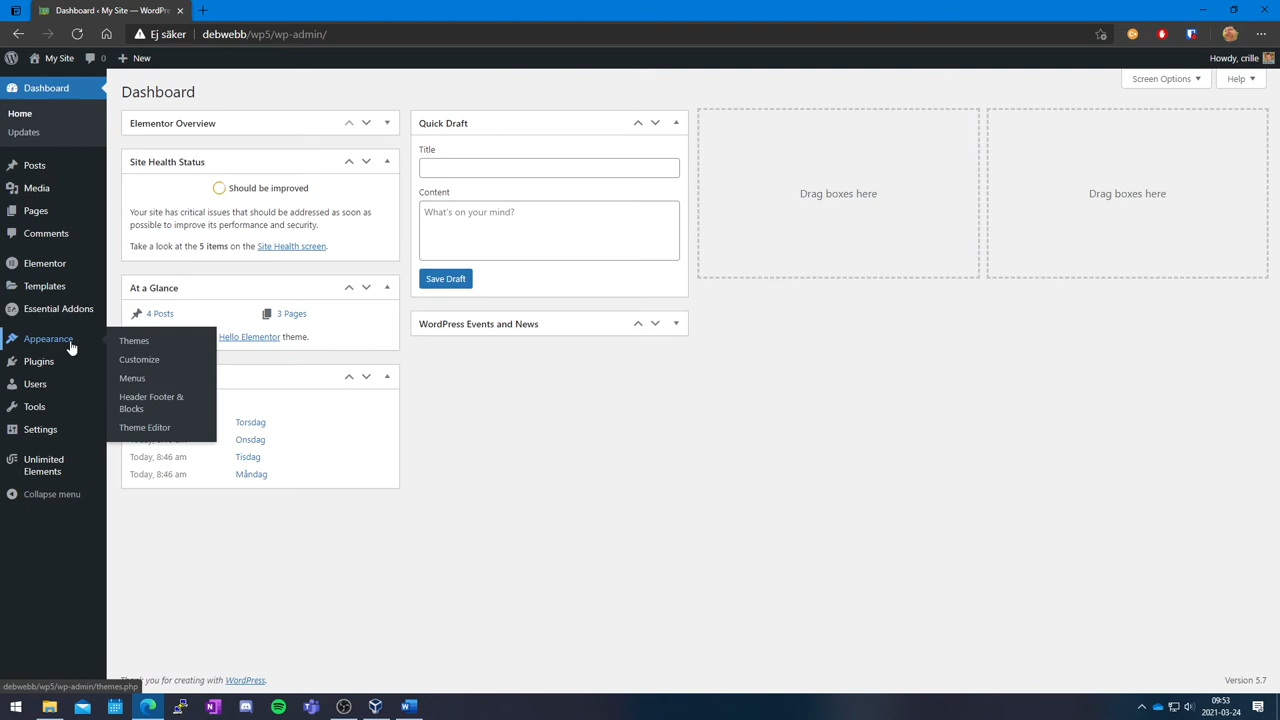 Dashboard ‹ My Site — WordPre
Ej säker
debwebb/wp5/wp-admin/
My Site
0
New
Howdy, crille
Screen Options
Help
Dashboard
Home
Updates
Posts
Media
Pages
Comments
Elementor
Templates
Essential Addons
Appearance
Plugins
Users
Tools
Settings
Unlimited
Elements
Collapse menu
Themes
Customize
Menus
Header Footer &
Blocks
Theme Editor
Dashboard
Elementor Overview
Site Health Status
Should be improved
Your site has critical issues that should be addressed as soon as
possible to improve its performance and security.
Take a look at the 5 items on the Site Health screen.
At a Glance
4 Posts
3 Pages
Hello Elementor theme.
Torsdag
Onsdag
Today, 8:46 am
Tisdag
Today, 8:46 am
Måndag
Quick Draft
Title
Content
What's on your mind?
Save Draft
WordPress Events and News
Drag boxes here
Drag boxes here
you for creating with WordPress.
Version 5.7
debwebb/wp5/wp-admin/themes.php
09:53
2021-03-24